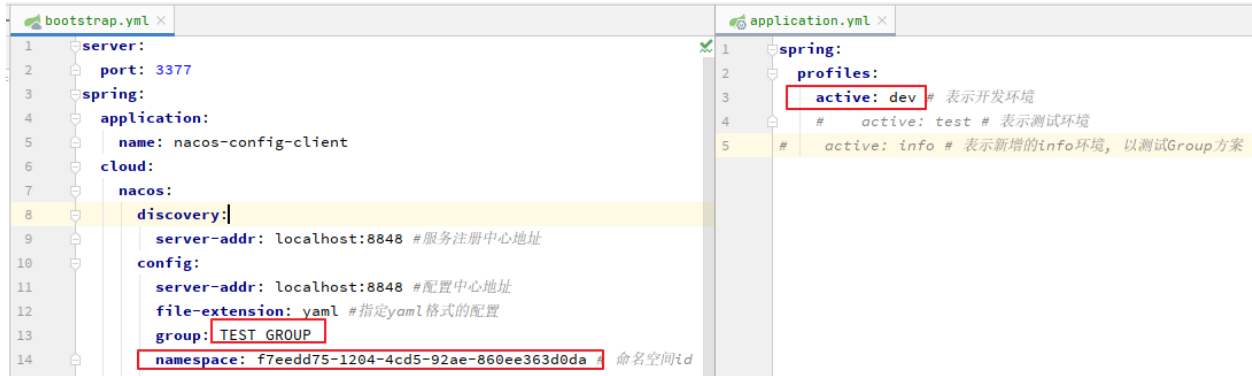 bootstrap.yml
1 server:
2 port: 3377
3 spring:
4 application:
5 name: nacos-config-client
6 cloud:
7 nacos:
8 discovery:
9 server-addr: localhost:8848 #服务注册中心地址
10 config:
11 server-addr: localhost:8848 #配置中心地址
12 file-extension: yaml #指定yaml格式的配置
13 group: TEST_GROUP
14 namespace: f7eedd75-1204-4cd5-92ae-860ee363d0da # 命名空间id
application.yml
1 spring:
2 profiles:
3 active: dev # 表示开发环境
4 # active: test # 表示测试环境
5 # active: info # 表示新增的info环境, 以测试Group方案